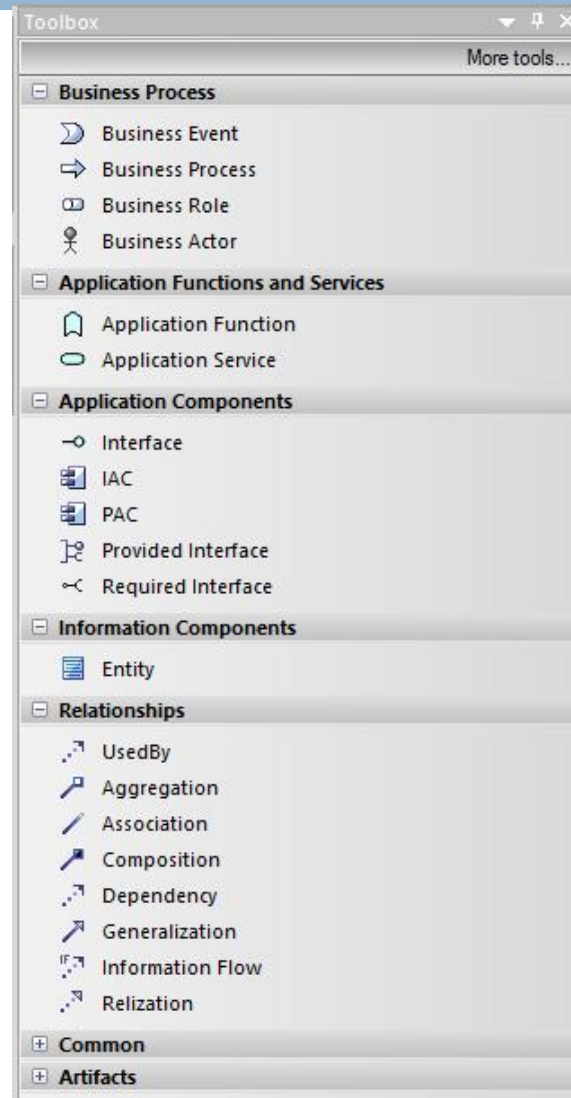 Toolbox
More tools...
Business Process
Business Event
Business Process
Business Role
Business Actor
Application Functions and Services
Application Function
Application Service
Application Components
Interface
IAC
PAC
Provided Interface
Required Interface
Information Components
Entity
Relationships
UsedBy
Aggregation
Association
Composition
Dependency
Generalization
IF
Information Flow
Relization
Common
Artifacts